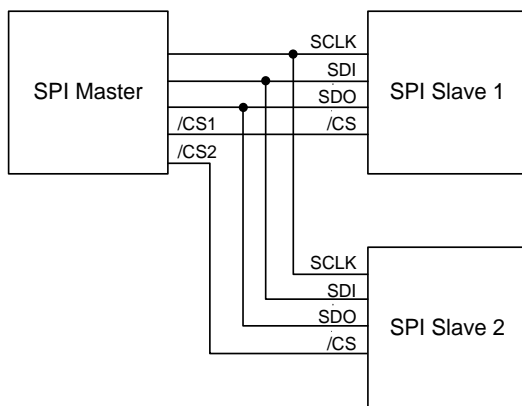 SCLK
SDI
SPI Master
SDO
SPI Slave 1
/CS1
/CS
/CS2
SCLK
SDI
SDO
SPI Slave 2
/CS